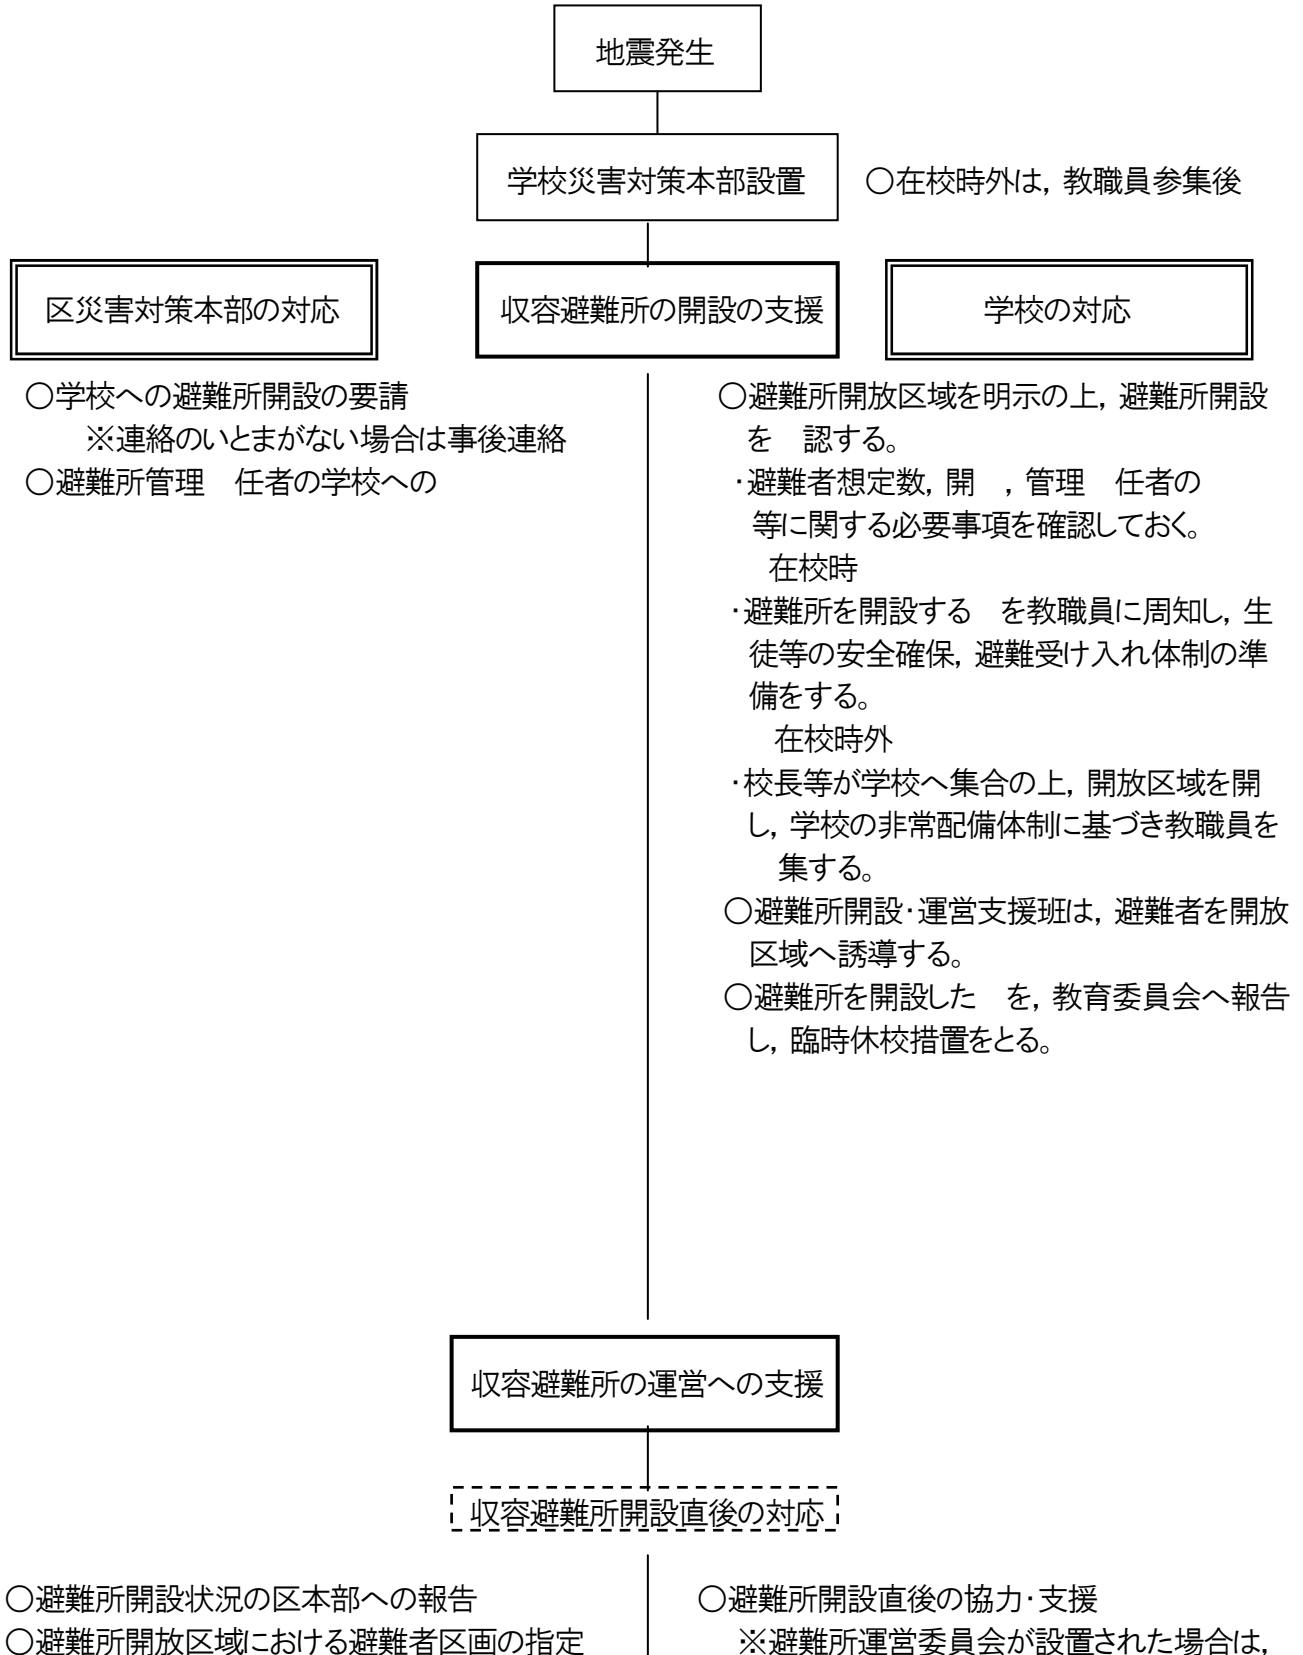 地震発生
学校災害対策本部設置
○在校時外は，教職員参集後
区災害対策本部の対応
収容避難所の開設の支援
学校の対応
○学校への避難所開設の要請
※連絡のいとまがない場合は事後連絡
○避難所管理　任者の学校への
○避難所開放区域を明示の上，避難所開設
を　認する。
・避難者想定数，開　，管理　任者の
等に関する必要事項を確認しておく。
在校時
・避難所を開設する　を教職員に周知し，生
徒等の安全確保，避難受け入れ体制の準
備をする。
在校時外
・校長等が学校へ集合の上，開放区域を開
し，学校の非常配備体制に基づき教職員を
集する。
○避難所開設・運営支援班は，避難者を開放
区域へ誘導する。
○避難所を開設した　を，教育委員会へ報告
し，臨時休校措置をとる。
収容避難所の運営への支援
収容避難所開設直後の対応
○避難所開設状況の区本部への報告
○避難所開放区域における避難者区画の指定
○避難所開設直後の協力・支援
※避難所運営委員会が設置された場合は，